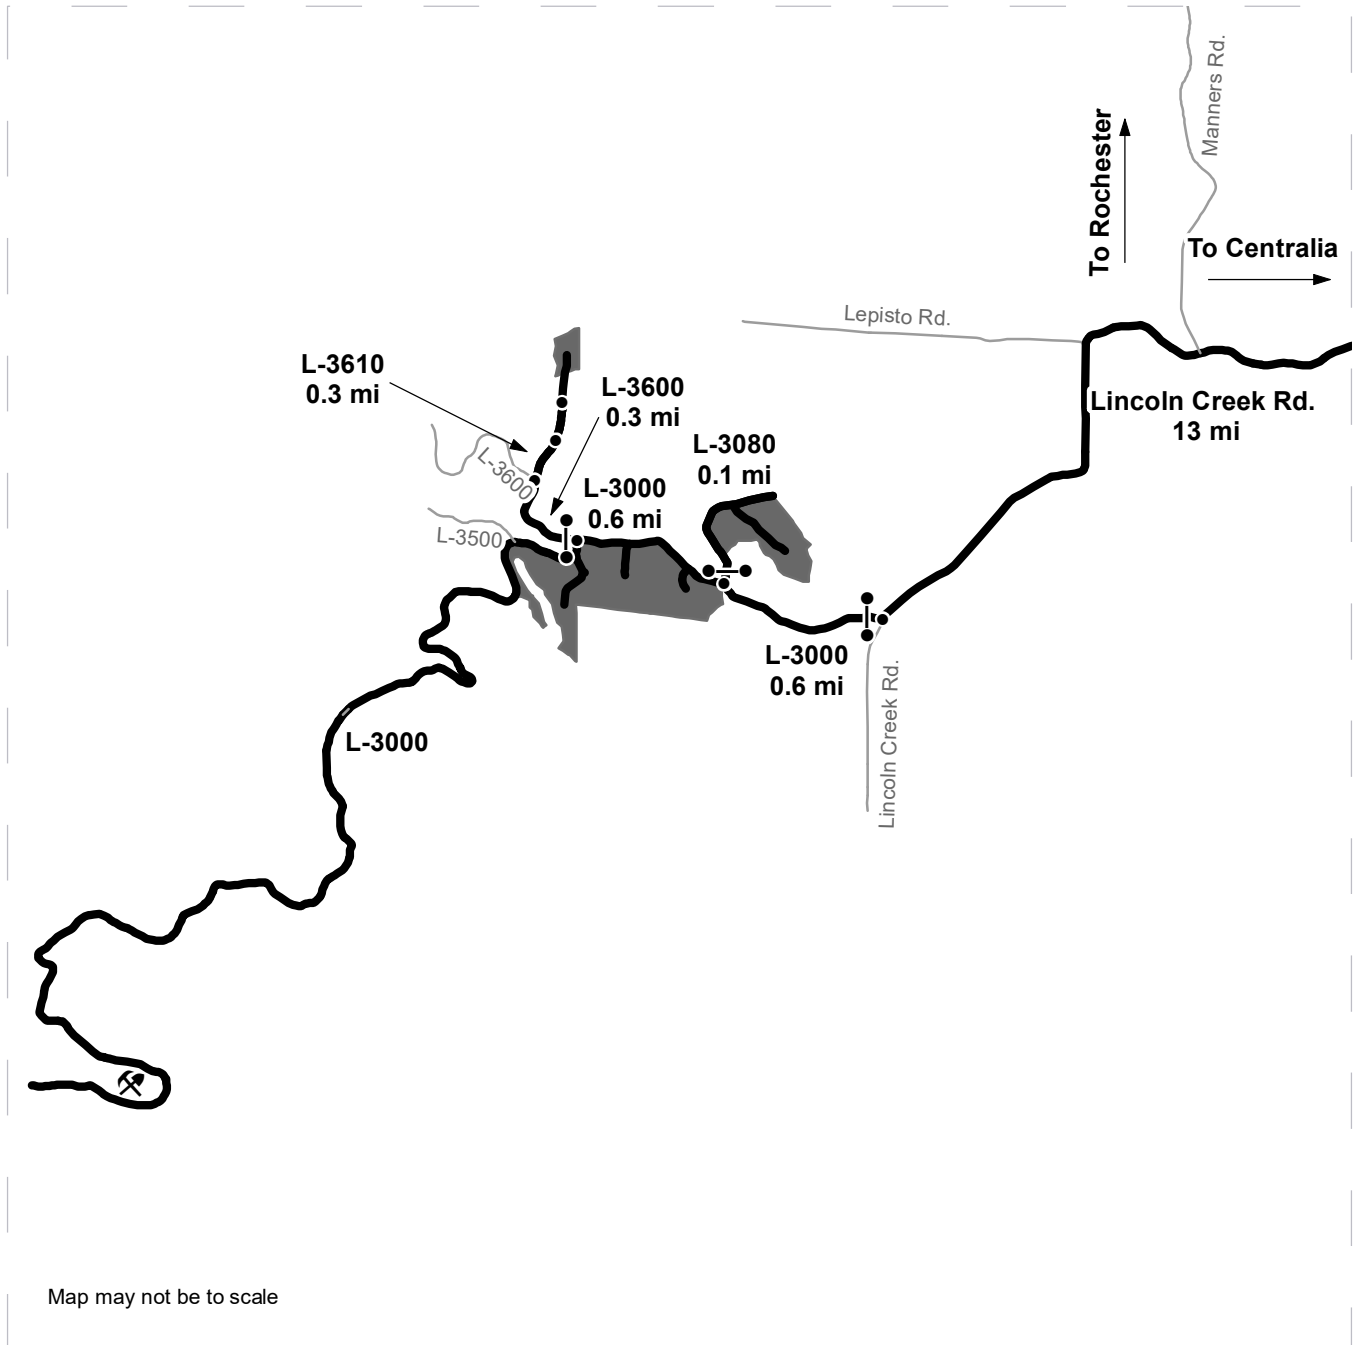 Manners Rd.
To Rochester
To Centralia
Lepisto Rd.
L-3610
0.3 mi
L-3600
0.3 mi
Lincoln Creek Rd.
13 mi
L-3080
0.1 mi
L-3600
L-3000
0.6 mi
L-3500
L-3000
0.6 mi
Lincoln Creek Rd.
L-3000
Map may not be to scale